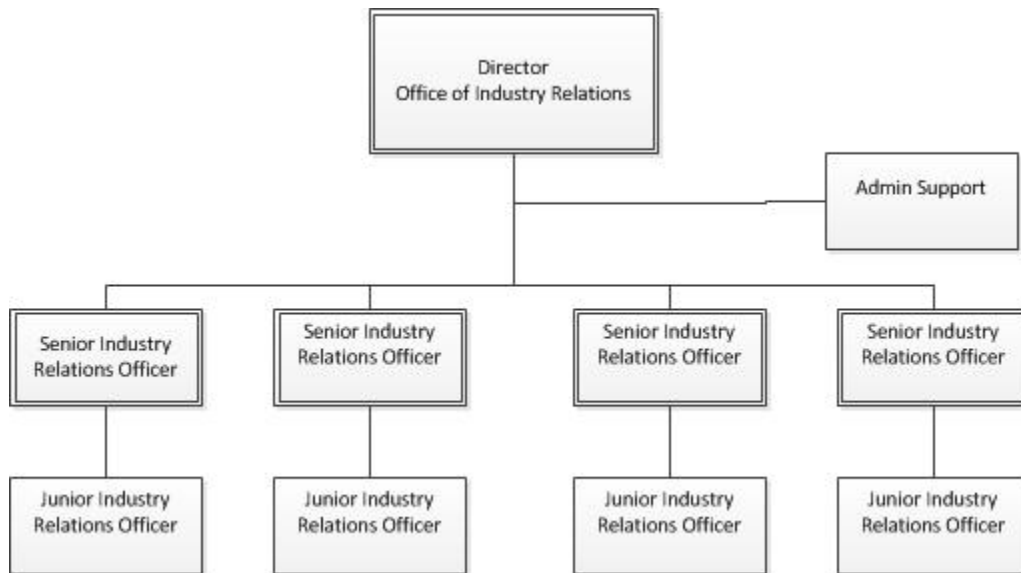 Director
Office of Industry Relations
Admin Support
Senior Industry
Relations Officer
Senior Industry
Relations Officer
Senior Industry
Relations Officer
Senior Industry
Relations Officer
Junior Industry
Relations Officer
Junior Industry
Relations Officer
Junior Industry
Relations Officer
Junior Industry
Relations Officer